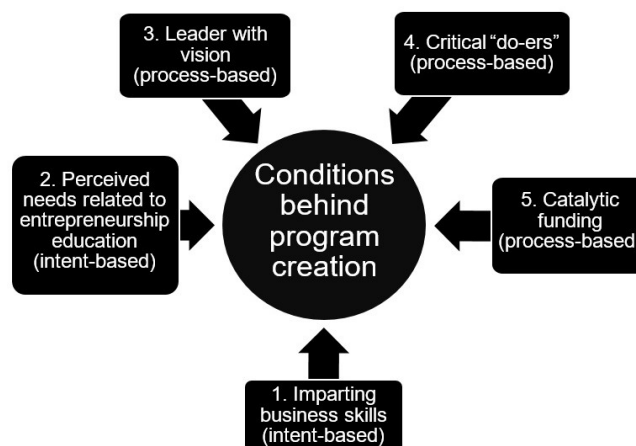 3. Leader with
vision
(process-based)
4. Critical “do-ers”
(process-based)
2. Perceived
needs related to
entrepreneurship
education
(intent-based)
Conditions
behind
program
creation
5. Catalytic
funding
(process-based
1. Imparting
business skills
(intent-based)